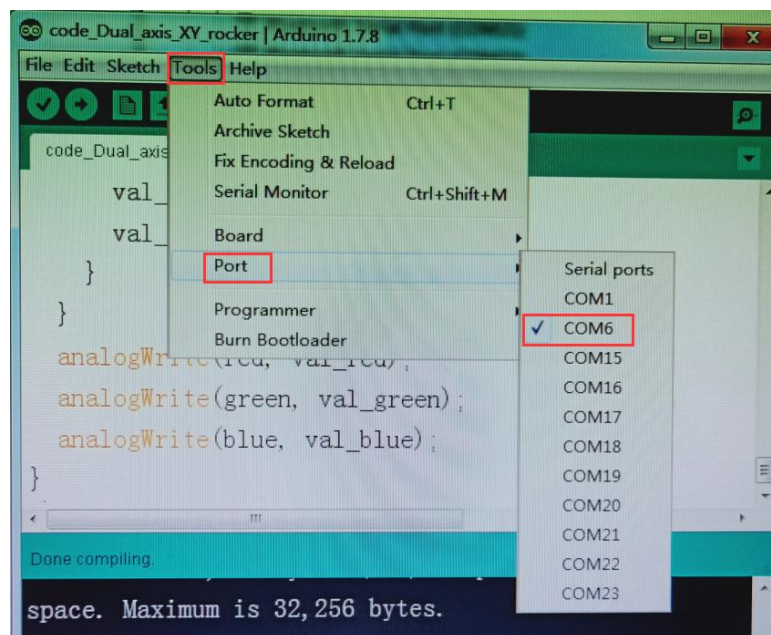 code_Dual_axis_XY_rocker | Arduino 1.7.8
File Edit Sketch Tools Help
code_Dual_axis
Auto Format Ctrl+T
Archive Sketch
Fix Encoding & Reload
Serial Monitor Ctrl+Shift+M
Board
Port
Programmer
Burn Bootloader
Serial ports
COM1
COM6
COM15
COM16
COM17
COM18
COM19
COM20
COM21
COM22
COM23
val_
val_
}
}
analogWrite(red, val_red);
analogWrite(green, val_green);
analogWrite(blue, val_blue);
}
Done compiling.
space. Maximum is 32,256 bytes.